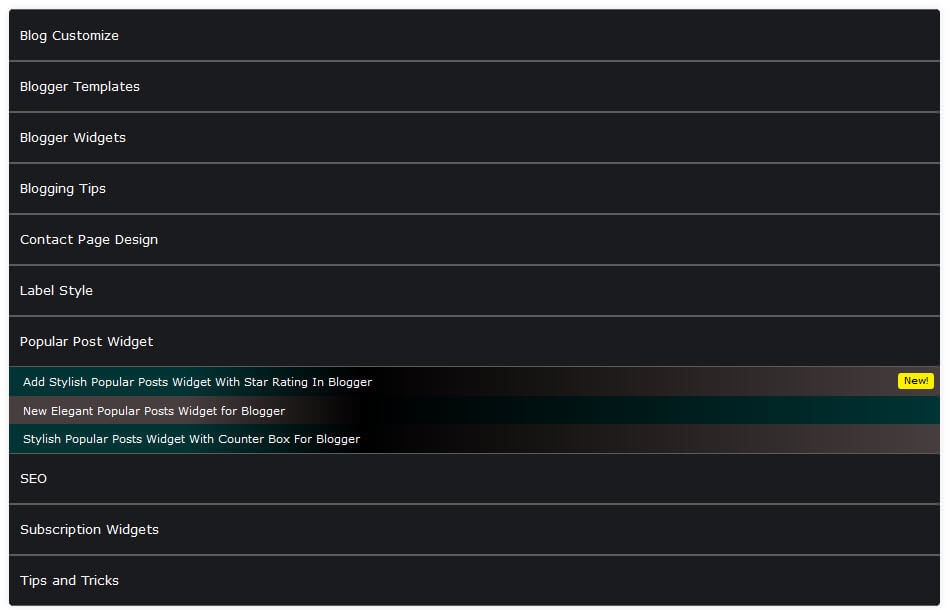 Blog Customize
Blogger Templates
Blogger Widgets
Blogging Tips
Contact Page Design
Label Style
Popular Post Widget
Add Stylish Popular Posts Widget With Star Rating In Blogger New!
New Elegant Popular Posts Widget for Blogger
Stylish Popular Posts Widget With Counter Box For Blogger
SEO
Subscription Widgets
Tips and Tricks